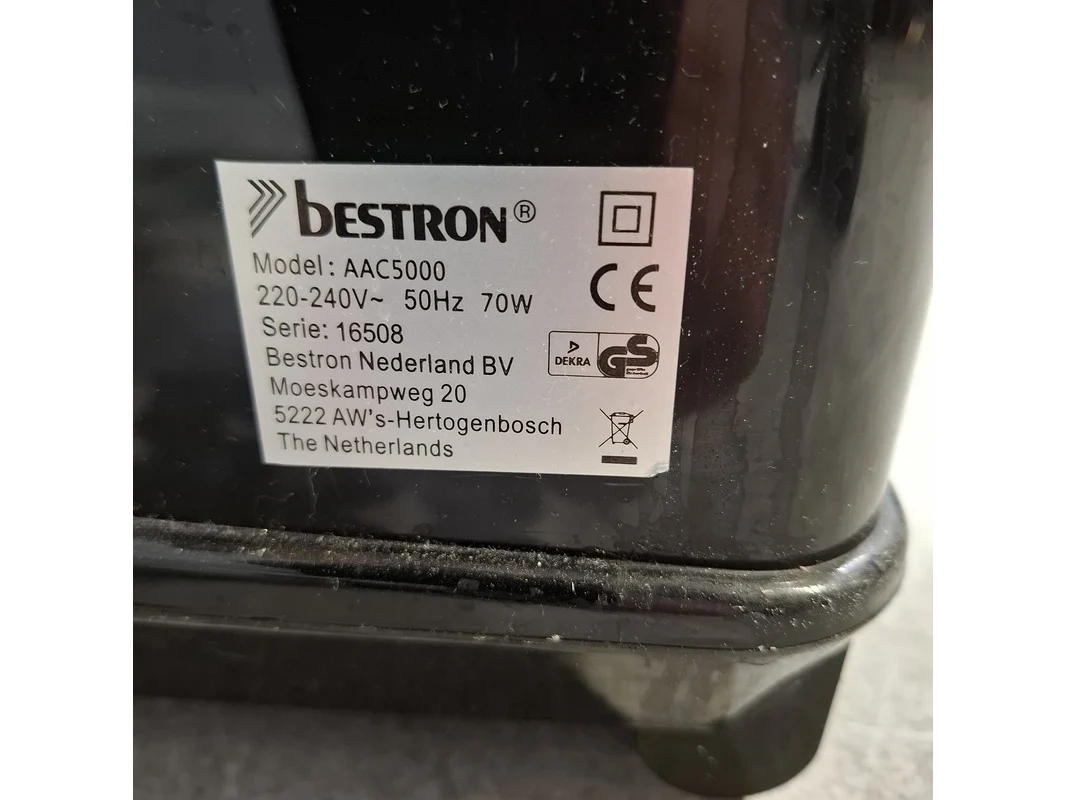 bESTRON®
Model: AAC5000
220-240V~ 50Hz 70W
Serie: 16508
Bestron Nederland BV
Moeskampweg 20
5222 AW's-Hertogenbosch
The Netherlands
CE
DEKRA
GS